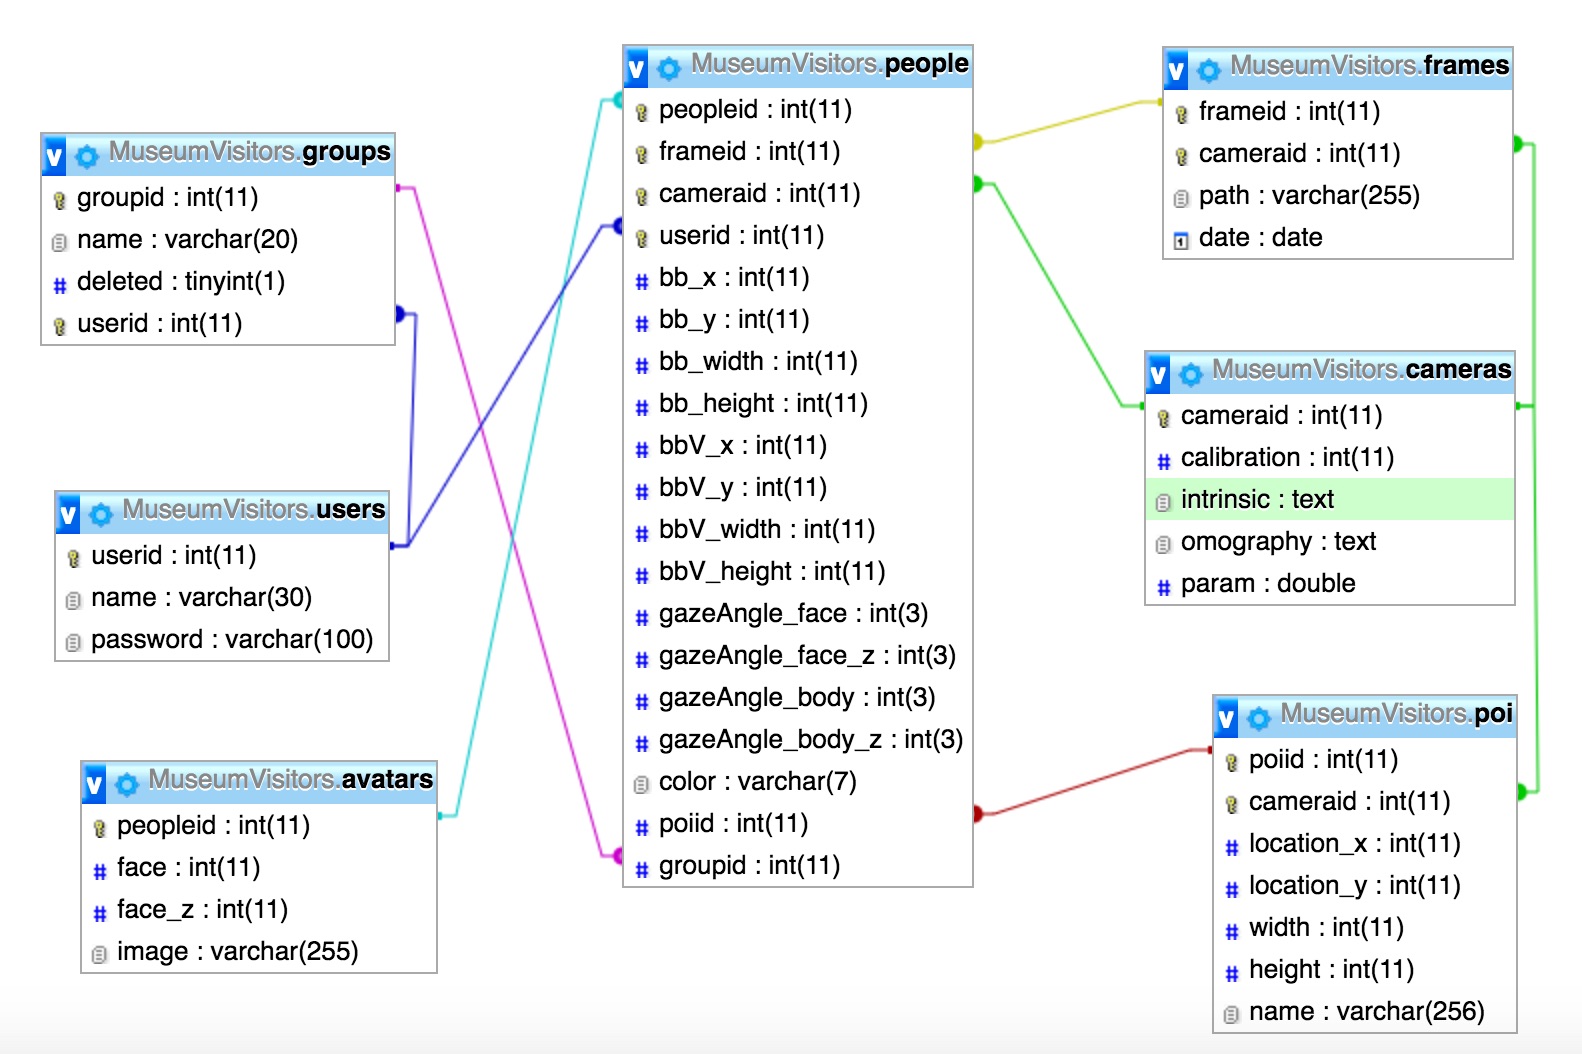 MuseumVisitors.groups
groupid : int(11)
name : varchar(20)
deleted : tinyint(1)
userid : int(11)
MuseumVisitors.users
userid : int(11)
name : varchar(30)
password : varchar(100)
MuseumVisitors.avatars
peopleid : int(11)
face : int(11)
face_z : int(11)
image : varchar(255)
MuseumVisitors.people
peopleid : int(11)
frameid : int(11)
cameraid : int(11)
userid : int(11)
bb_x : int(11)
bb_y : int(11)
bb_width : int(11)
bb_height : int(11)
bbV_x : int(11)
bbV_y : int(11)
bbV_width : int(11)
bbV_height : int(11)
gazeAngle_face : int(3)
gazeAngle_face_z : int(3)
gazeAngle_body : int(3)
gazeAngle_body_z : int(3)
color : varchar(7)
poiid : int(11)
groupid : int(11)
MuseumVisitors.frames
frameid : int(11)
cameraid : int(11)
path : varchar(255)
date : date
MuseumVisitors.cameras
cameraid : int(11)
calibration : int(11)
intrinsic : text
omography : text
param : double
MuseumVisitors.poi
poiid : int(11)
cameraid : int(11)
location_x : int(11)
location_y : int(11)
width : int(11)
height : int(11)
name : varchar(256)